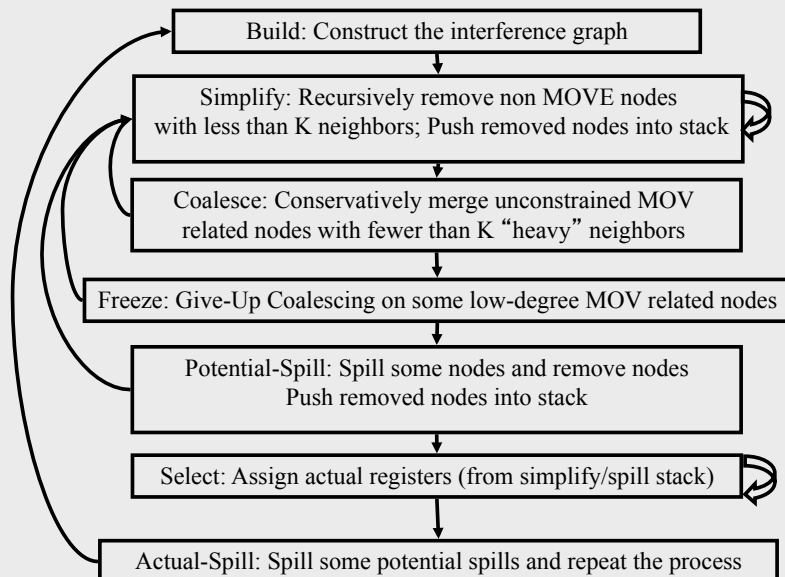 Build: Construct the interference graph
Simplify: Recursively remove non MOVE nodes
with less than K neighbors; Push removed nodes into stack
Coalesce: Conservatively merge unconstrained MOV
related nodes with fewer than K “heavy” neighbors
Freeze: Give-Up Coalescing on some low-degree MOV related nodes
Potential-Spill: Spill some nodes and remove nodes
Push removed nodes into stack
Select: Assign actual registers (from simplify/spill stack)
Actual-Spill: Spill some potential spills and repeat the process